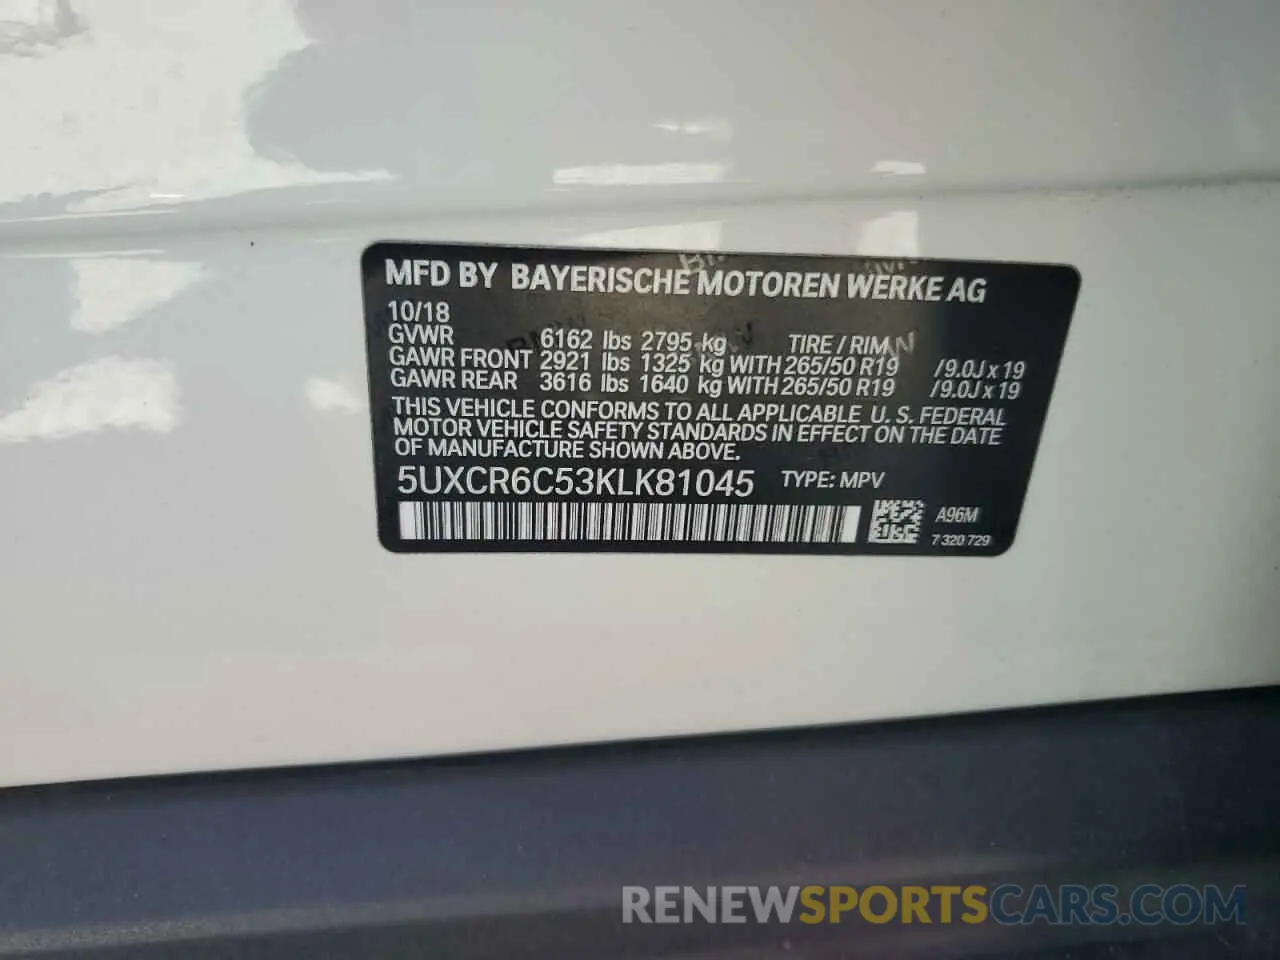 MFD BY BAYERISCHE MOTOREN WERKE AG
10/18
GVWR 6162 lbs 2795 kg TIRE / RIM
GAWR FRONT 2921 lbs 1325 kg WITH 265/50 R19 /9.0J x 19
GAWR REAR 3616 lbs 1640 kg WITH 265/50 R19 /9.0J x 19
THIS VEHICLE CONFORMS TO ALL APPLICABLE U. S. FEDERAL
MOTOR VEHICLE SAFETY STANDARDS IN EFFECT ON THE DATE
OF MANUFACTURE SHOWN ABOVE.
5UXCR6C53KLK81045 TYPE: MPV
A96M
7 320 729
RENEWSPORTSCARS.COM